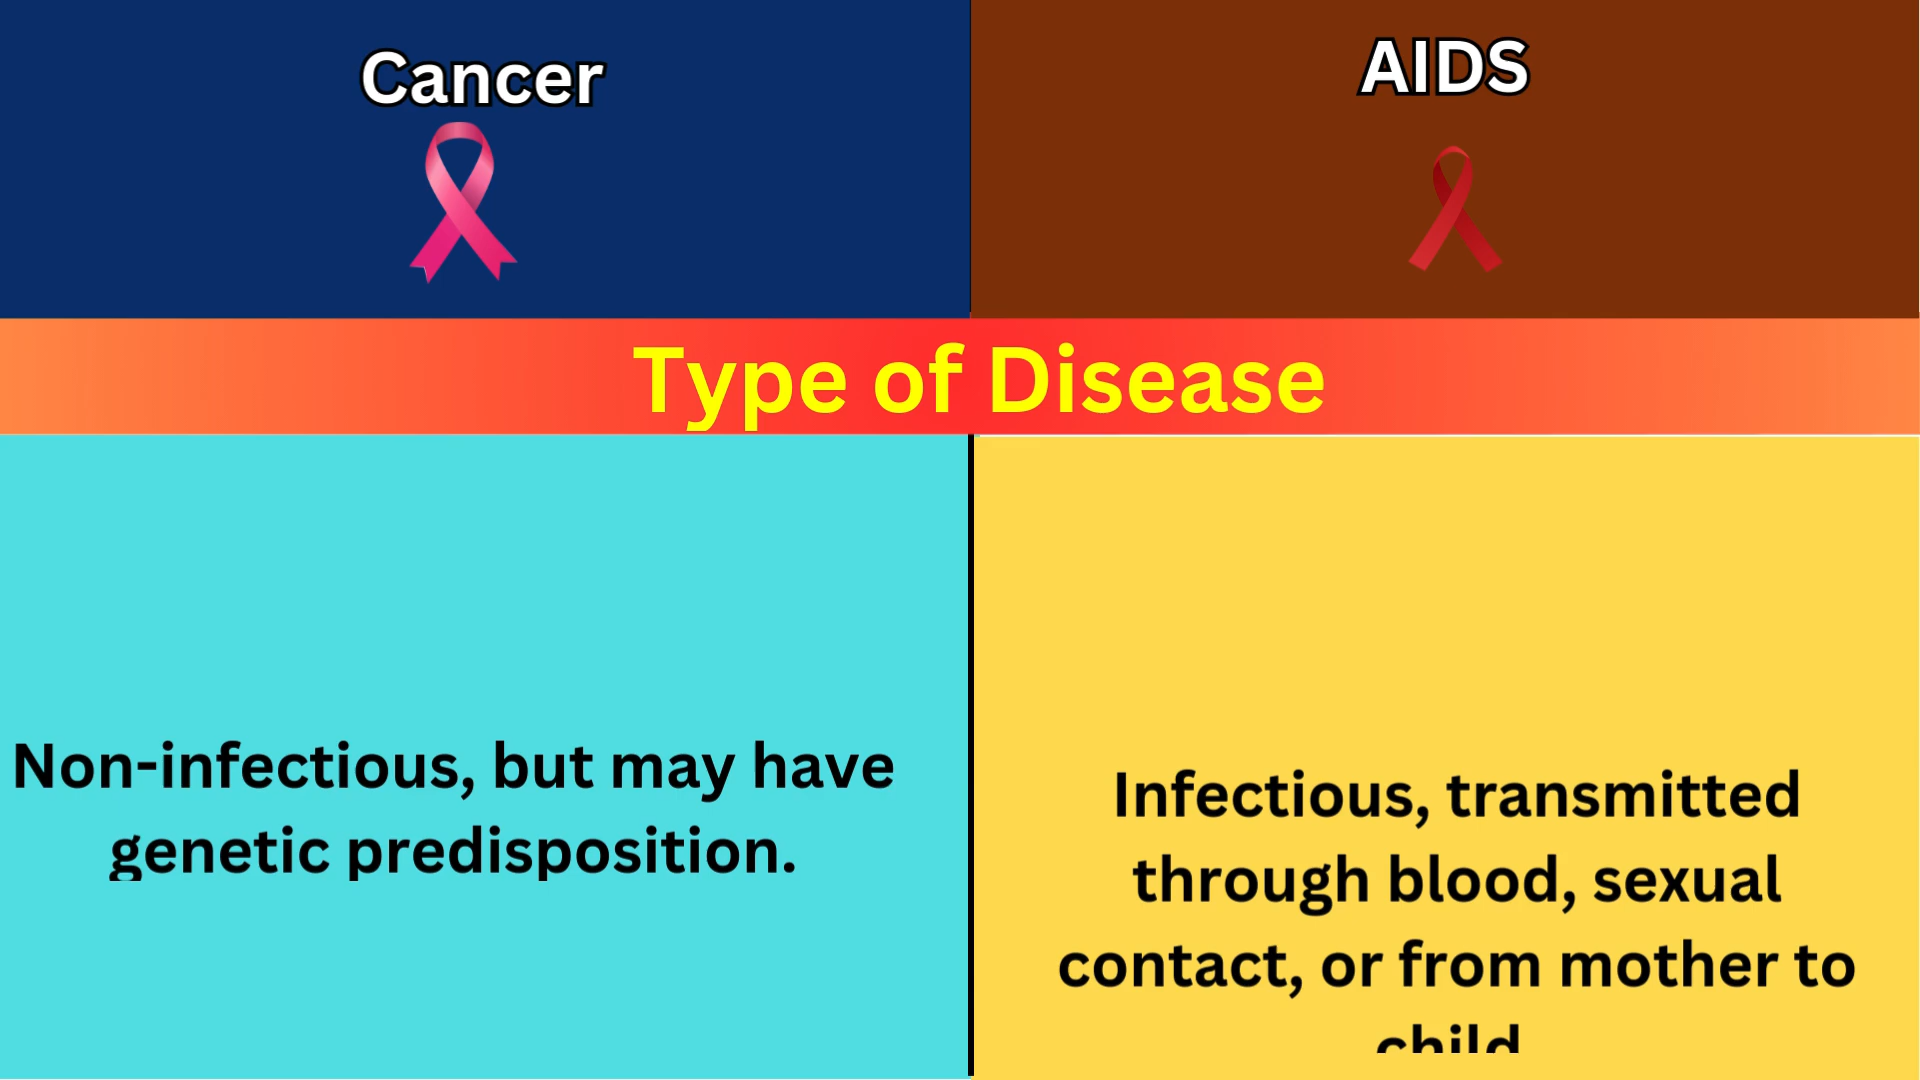 Cancer
AIDS
Type of Disease
Non-infectious, but may have
genetic predisposition.
Infectious, transmitted
through blood, sexual
contact, or from mother to
child